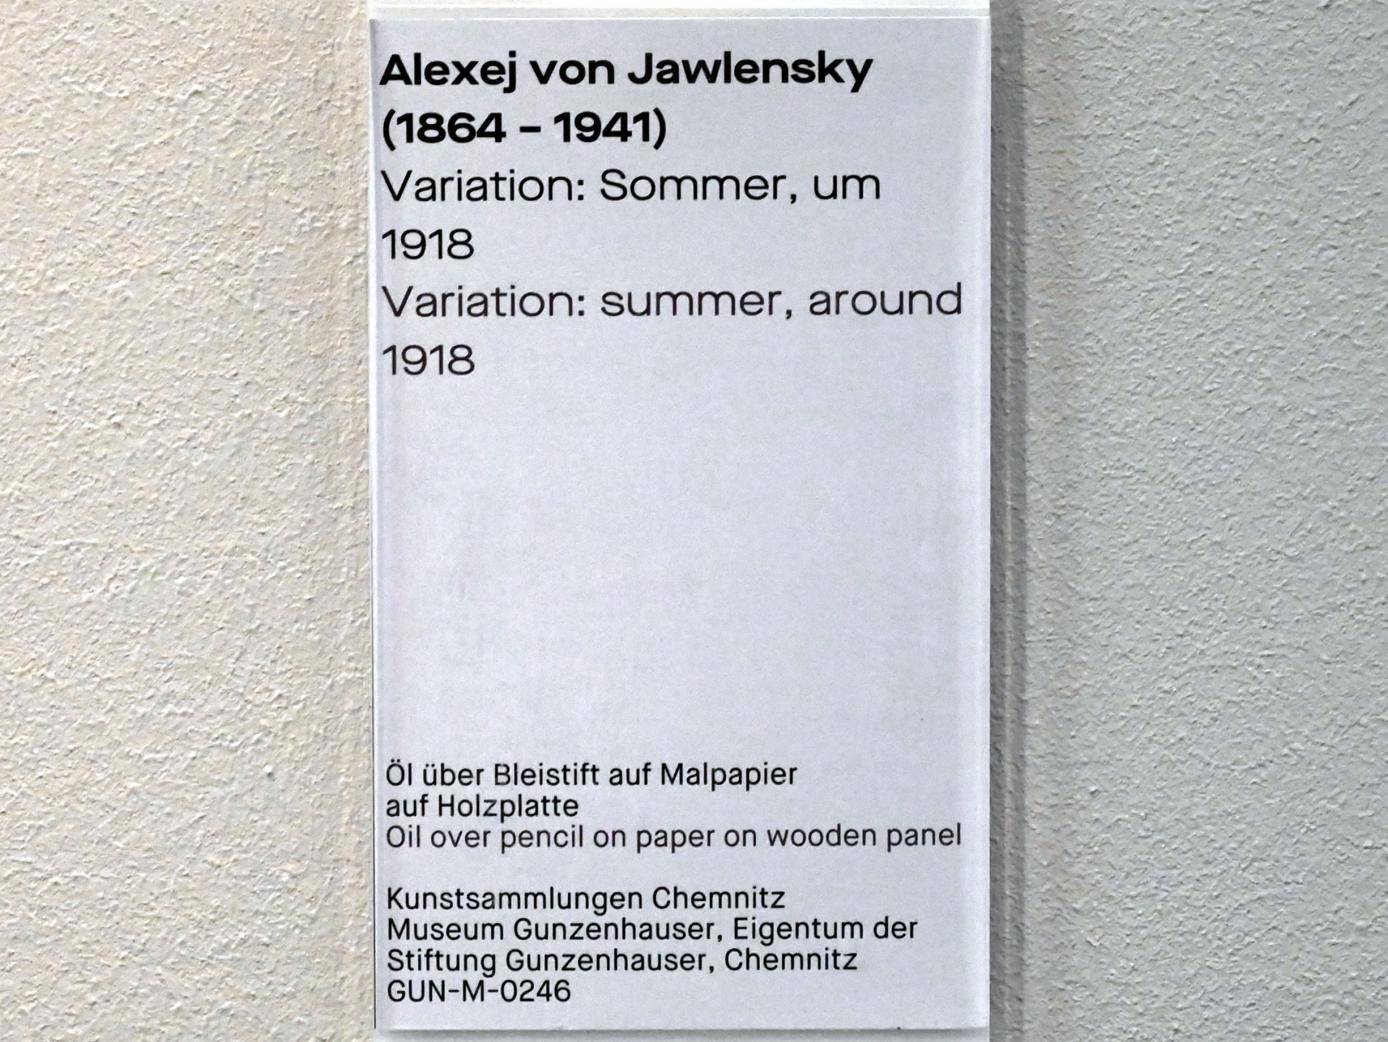 Alexej von Jawlensky
(1864 – 1941)
Variation: Sommer, um
1918
Variation: summer, around
1918
Öl über Bleistift auf Malpapier
auf Holzplatte
Oil over pencil on paper on wooden panel
Kunstsammlungen Chemnitz
Museum Gunzenhauser, Eigentum der
Stiftung Gunzenhauser, Chemnitz
GUN-M-0246